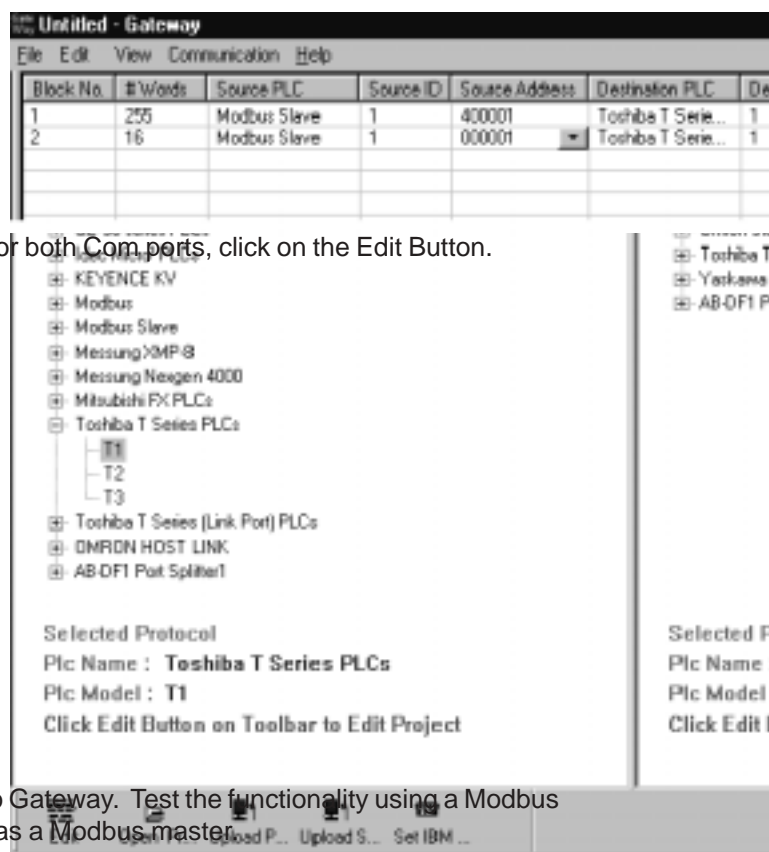 Untitled - Gateway
File Edit View Communication Help
Block No. # Words Source PLC Source ID Source Address Destination PLC De
1 255 Modbus Slave 1 400001 Toshiba T Serie... 1
2 16 Modbus Slave 1 000001 Toshiba T Serie... 1
or both Com ports, click on the Edit Button.
Toshiba T
KEYENCE KV Yaskawa
Modbus AB-DF1 P
Modbus Slave
Messung XMP-8
Messung Nexgen 4000
Mitsubishi FX PLCs
Toshiba T Series PLCs
T1
T2
T3
Toshiba T Series (Link Port) PLCs
OMRON HOST LINK
AB-DF1 Port Splitter1
Selected Protocol Selected P
Plc Name : Toshiba T Series PLCs Plc Name
Plc Model : T1 Plc Model
Click Edit Button on Toolbar to Edit Project Click Edit
Gateway. Test the functionality using a Modbus
as a Modbus master.
Edit Upload P... Upload S... Set IBM ...